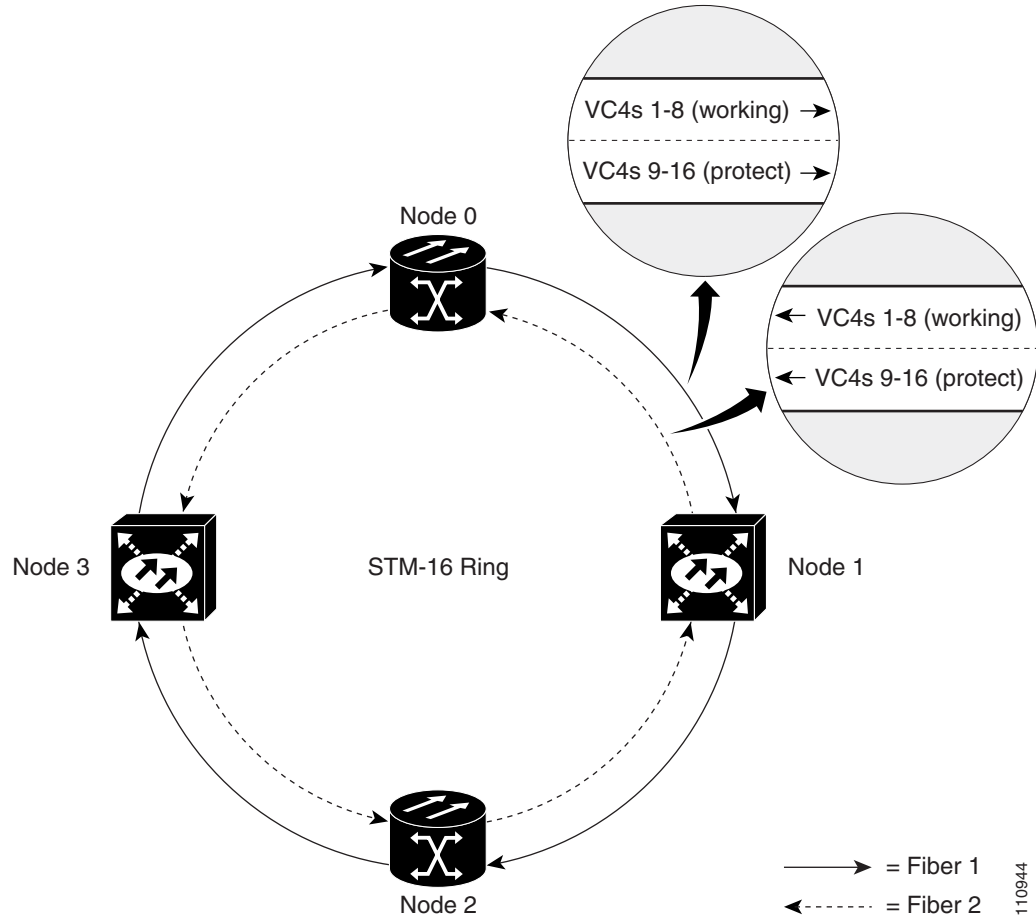 VC4s 1-8 (working)
VC4s 9-16 (protect)
Node 0
VC4s 1-8 (working)
VC4s 9-16 (protect)
Node 3
STM-16 Ring
Node 1
= Fiber 1
Node 2
= Fiber 2
110944